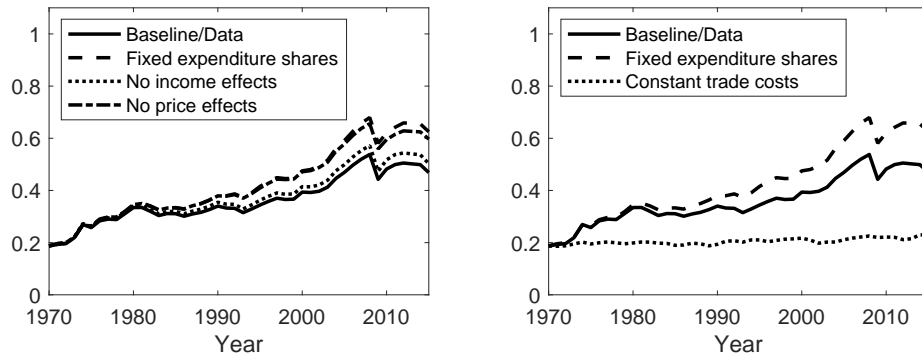 1
0.8
0.6
0.4
0.2
0
1970
1980
1990
2000
2010
Year
Baseline/Data
Fixed expenditure shares
No income effects
No price effects
1
0.8
0.6
0.4
0.2
0
1970
1980
1990
2000
2010
Year
Baseline/Data
Fixed expenditure shares
Constant trade costs